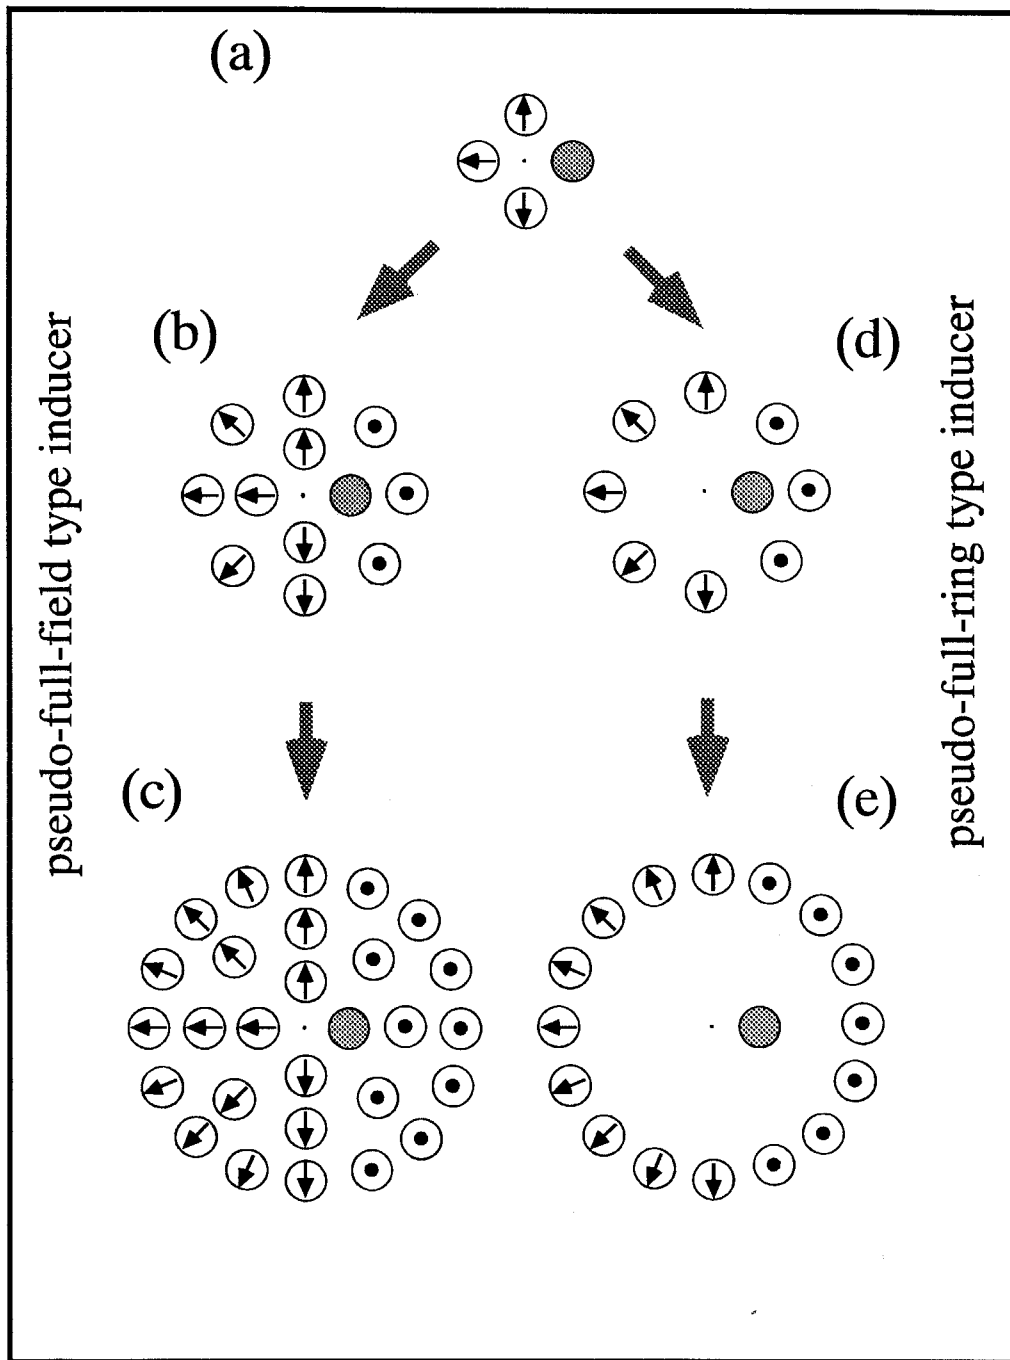 (a)
(b)
(d)
pseudo-full-field type inducer
pseudo-full-ring type inducer
(c)
(e)